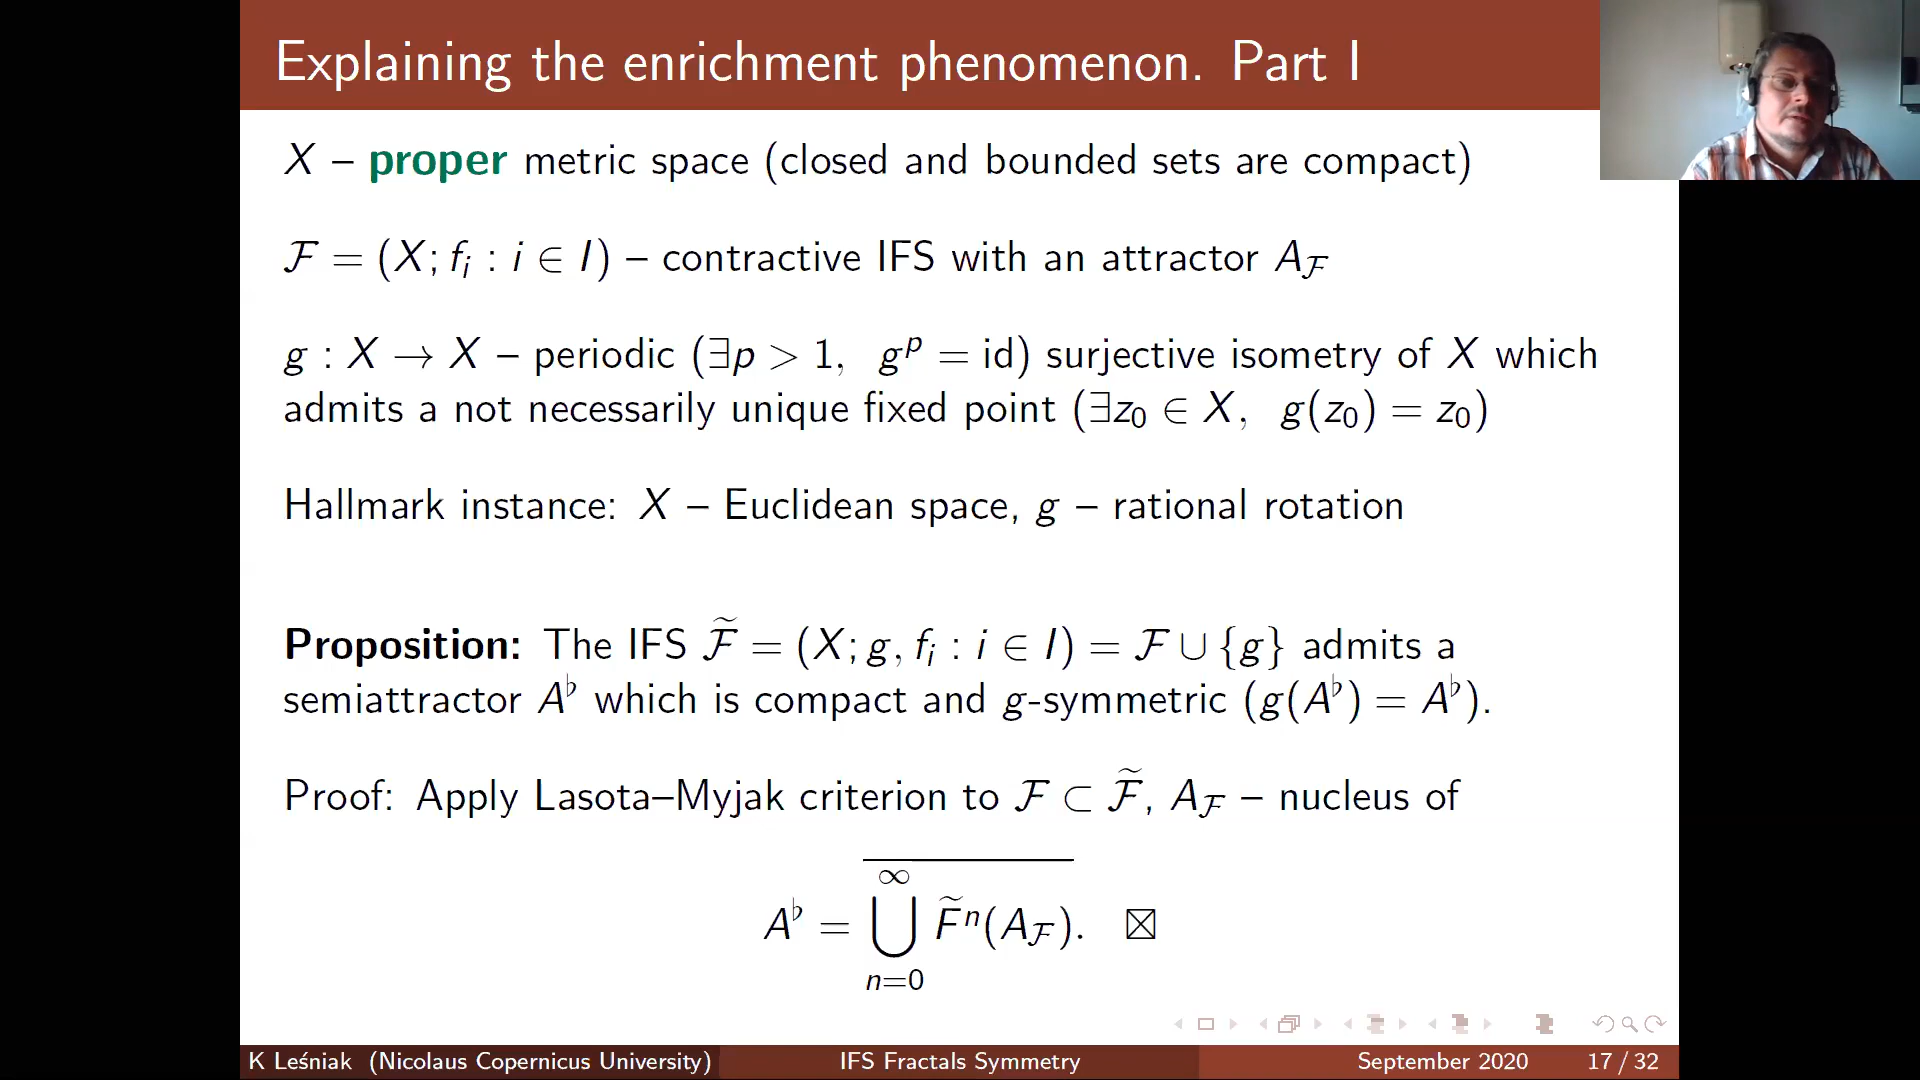 Explaining the enrichment phenomenon. Part I
X – proper metric space (closed and bounded sets are compact)
ℱ = (X; f_i : i ∈ I) – contractive IFS with an attractor A_ℱ
g : X → X – periodic (∃p > 1, g^p = id) surjective isometry of X which
admits a not necessarily unique fixed point (∃z_0 ∈ X, g(z_0) = z_0)
Hallmark instance: X – Euclidean space, g – rational rotation
Proposition: The IFS ℱ̃ = (X; g, f_i : i ∈ I) = ℱ ∪ {g} admits a
semiattractor A^♭ which is compact and g-symmetric (g(A^♭) = A^♭).
Proof: Apply Lasota–Myjak criterion to ℱ ⊂ ℱ̃, A_ℱ – nucleus of
A^♭ = \overline{⋃_{n=0}^{∞} F̃^n(A_ℱ)}. ⊠
K Leśniak (Nicolaus Copernicus University) IFS Fractals Symmetry September 2020 17 / 32